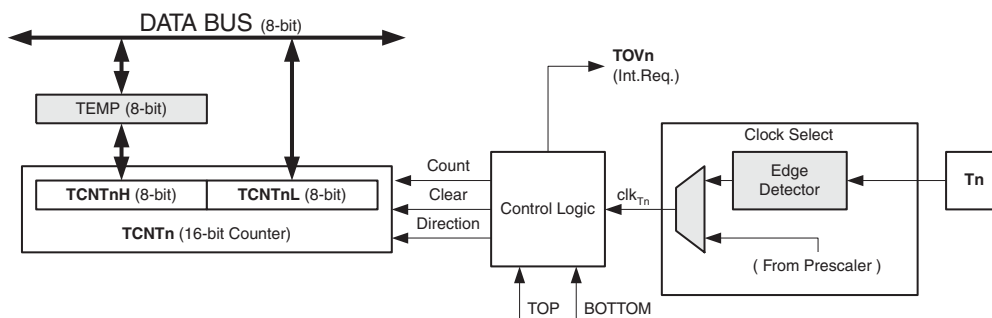 DATA BUS (8-bit)
TOVn
(Int.Req.)
TEMP (8-bit)
Clock Select
Count
Edge
Detector
Tn
TCNTnH (8-bit) TCNTnL (8-bit)
Clear
Control Logic
clkTn
TCNTn (16-bit Counter)
Direction
( From Prescaler )
TOP
BOTTOM